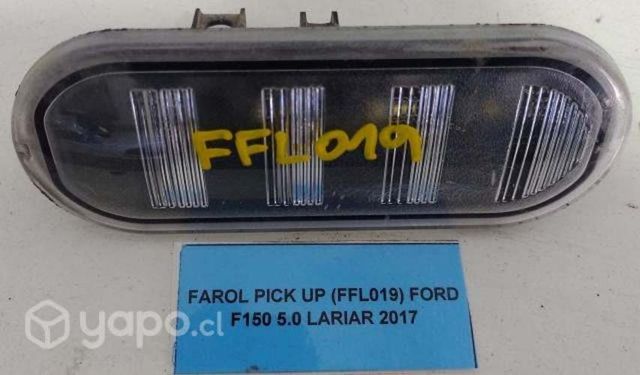 FFL019
FAROL PICK UP (FFL019) FORD
F150 5.0 LARIAR 2017
yapo.cl